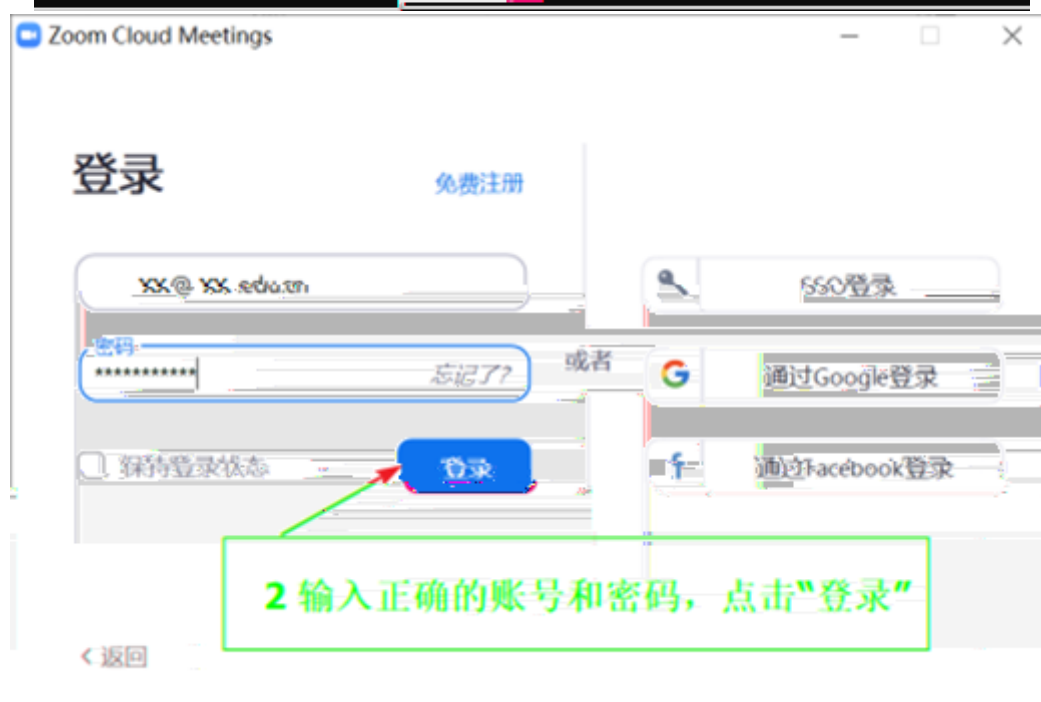 Zoom Cloud Meetings
登录
免费注册
XX@ XX.edu.cn
SSO登录
密码
***********
忘记了?
或者
通过Google登录
保持登录状态
登录
通过Facebook登录
2 输入正确的账号和密码，点击“登录”
返回